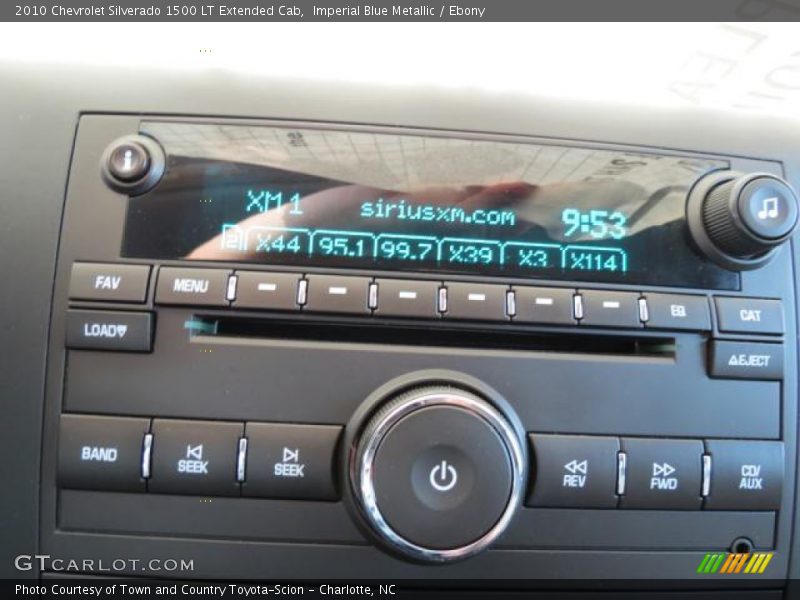 2010 Chevrolet Silverado 1500 LT Extended Cab, Imperial Blue Metallic / Ebony
i
XM 1 siriusxm.com 9:53
2 X44 95.1 99.7 X39 X3 X114
FAV MENU EQ CAT
LOAD EJECT
BAND SEEK SEEK REV FWD CD/AUX
GTCARLOT.COM
Photo Courtesy of Town and Country Toyota-Scion - Charlotte, NC